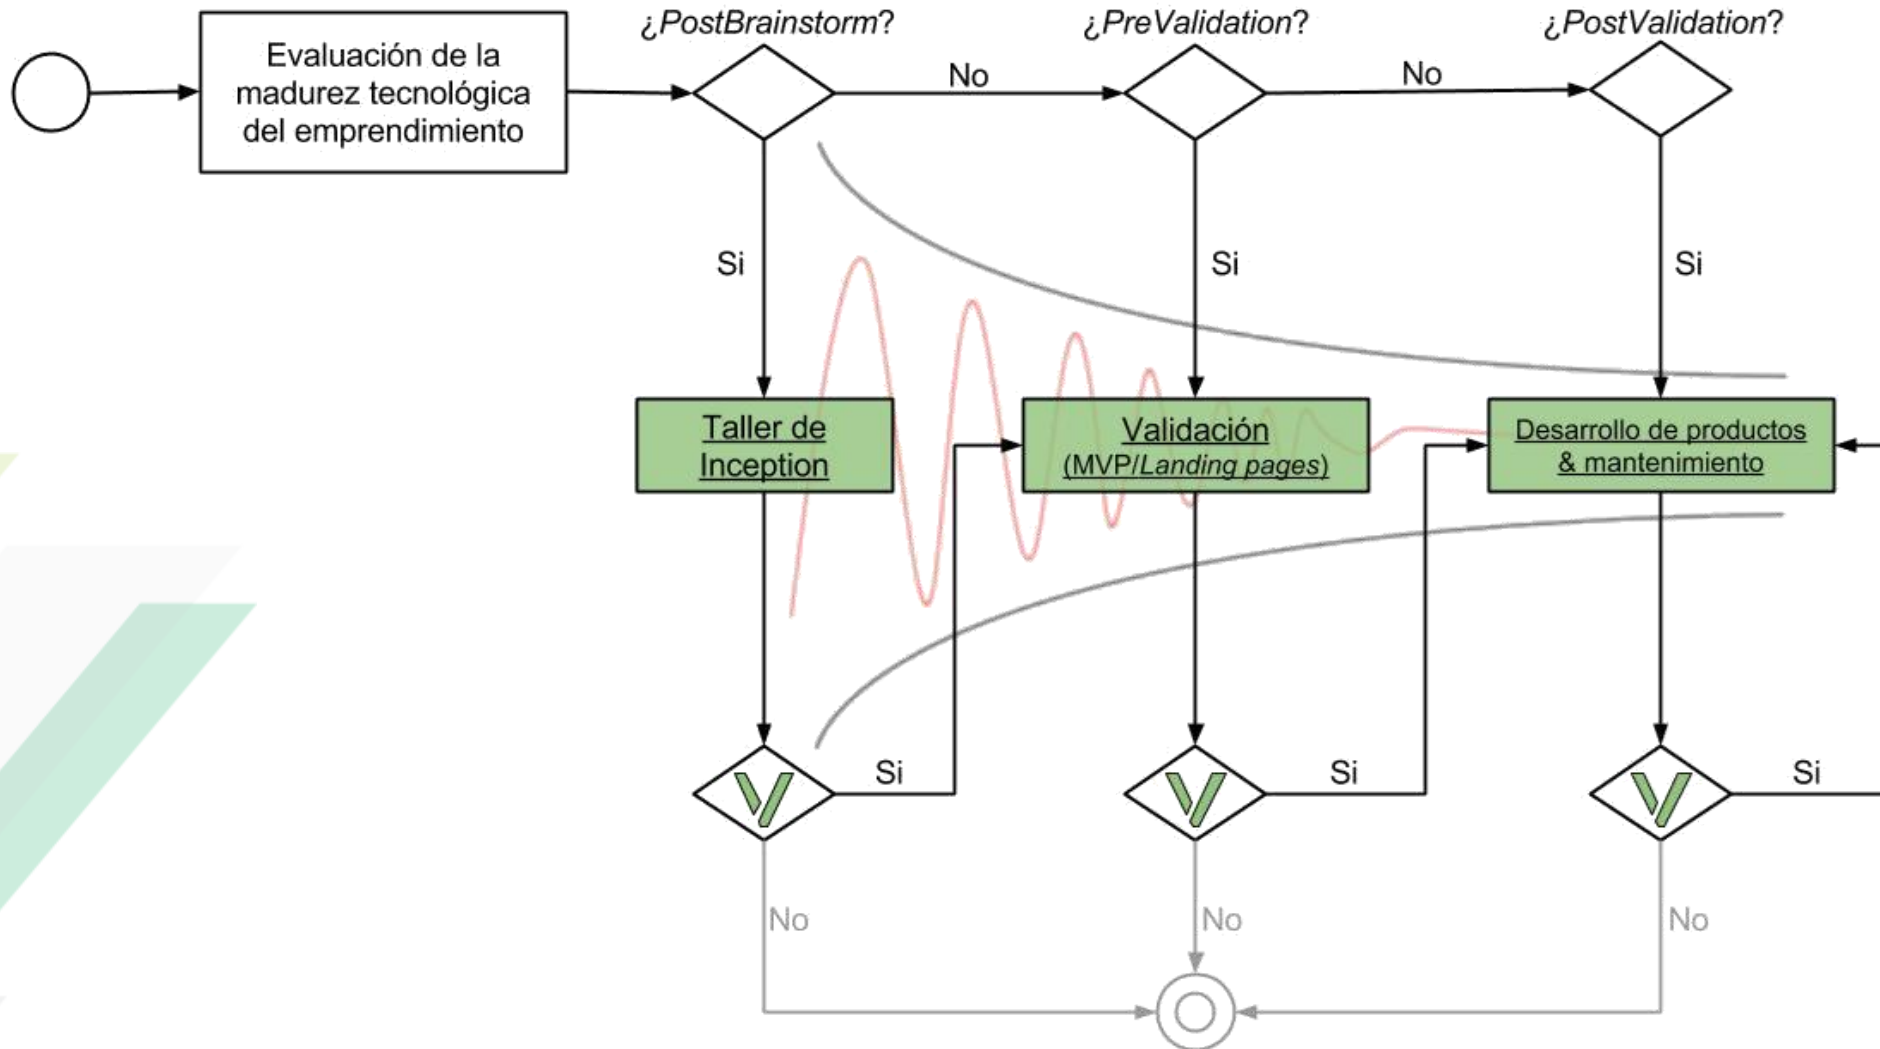 ¿PostBrainstorm?
¿PreValidation?
¿PostValidation?
Evaluación de la
madurez tecnológica
del emprendimiento
No
No
Si
Si
Si
Taller de
Inception
Validación
(MVP/Landing pages)
Desarrollo de productos
& mantenimiento
Si
Si
Si
No
No
No